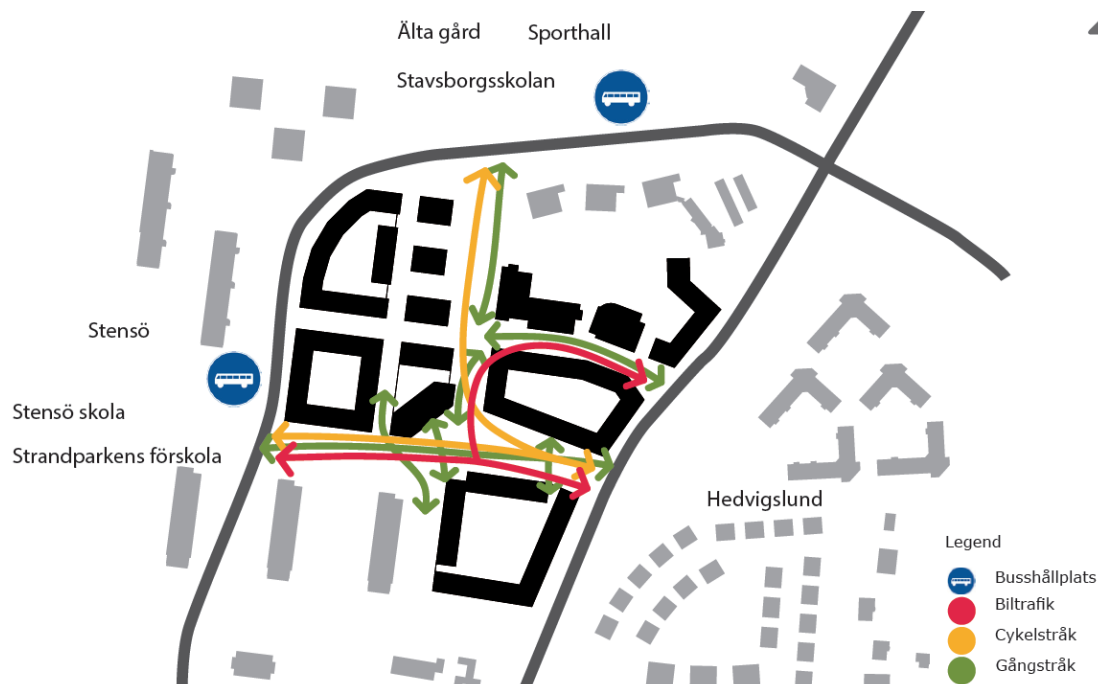 Älta gård Sporthall
Stavsborgsskolan
Stensö
Stensö skola
Strandparkens förskola
Hedvigslund
Legend
Busshållplats
Biltrafik
Cykelstråk
Gångstråk